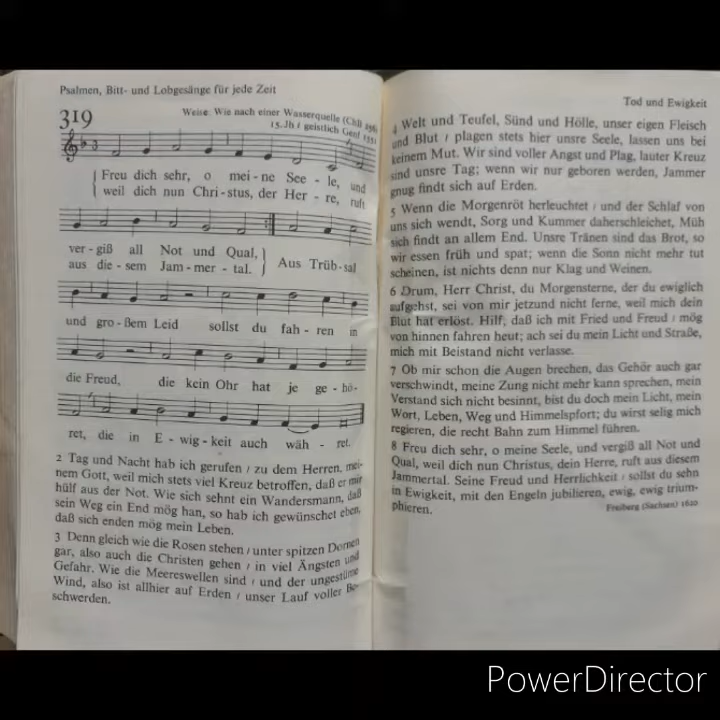 Psalmen, Bitt- und Lobgesänge für jede Zeit
319
Weise: Wie nach einer Wasserquelle
15. Jh / geistlich Genf 1551
Freu dich sehr, o mei-ne See - le, und
weil dich nun Chri-stus, der Her - re, ruft
ver-giß all Not und Qual,
aus die-sem Jam-mer-tal.
Aus Trüb-sal
und gro-ßem Leid sollst du fah-ren in
die Freud, die kein Ohr hat je ge-hö-
ret, die in E-wig-keit auch wäh-ret.
2 Tag und Nacht hab ich gerufen / zu dem Herren, mei-
nem Gott, weil mich stets viel Kreuz betroffen, daß er mir
hülf aus der Not. Wie sich sehnt ein Wandersmann, daß
sein Weg ein End mög han, so hab ich gewünschet eben,
daß sich enden mög mein Leben.
3 Denn gleich wie die Rosen stehen / unter spitzen Dornen
gar, also auch die Christen gehen / in viel Ängsten und
Gefahr. Wie die Meereswellen sind / und der ungestüme
Wind, also ist allhier auf Erden / unser Lauf voller Be-
schwerden.
Tod und Ewigkeit
4 Welt und Teufel, Sünd und Hölle, unser eigen Fleisch
und Blut / plagen stets hier unsre Seele, lassen uns bei
keinem Mut. Wir sind voller Angst und Plag, lauter Kreuz
sind unsre Tag; wenn wir nur geboren werden, Jammer
gnug findt sich auf Erden.
5 Wenn die Morgenröt herleuchtet / und der Schlaf von
uns sich wendt, Sorg und Kummer daherschleichet, Müh
sich findt an allem End. Unsre Tränen sind das Brot, so
wir essen früh und spat; wenn die Sonn nicht mehr tut
scheinen, ist nichts denn nur Klag und Weinen.
6 Drum, Herr Christ, du Morgensterne, der du ewiglich
aufgehst, sei von mir jetzund nicht ferne, weil mich dein
Blut hat erlöst. Hilf, daß ich mit Fried und Freud / mög
von hinnen fahren heut; ach sei du mein Licht und Straße,
mich mit Beistand nicht verlasse.
7 Ob mir schon die Augen brechen, das Gehör auch gar
verschwindt, meine Zung nicht mehr kann sprechen, mein
Verstand sich nicht besinnt, bist du doch mein Licht, mein
Wort, Leben, Weg und Himmelspfort; du wirst selig mich
regieren, die recht Bahn zum Himmel führen.
8 Freu dich sehr, o meine Seele, und vergiß all Not und
Qual, weil dich nun Christus, dein Herre, ruft aus diesem
Jammertal. Seine Freud und Herrlichkeit / sollst du sehn
in Ewigkeit, mit den Engeln jubilieren, ewig, ewig trium-
phieren.
Freiberg (Sachsen) 1620
PowerDirector